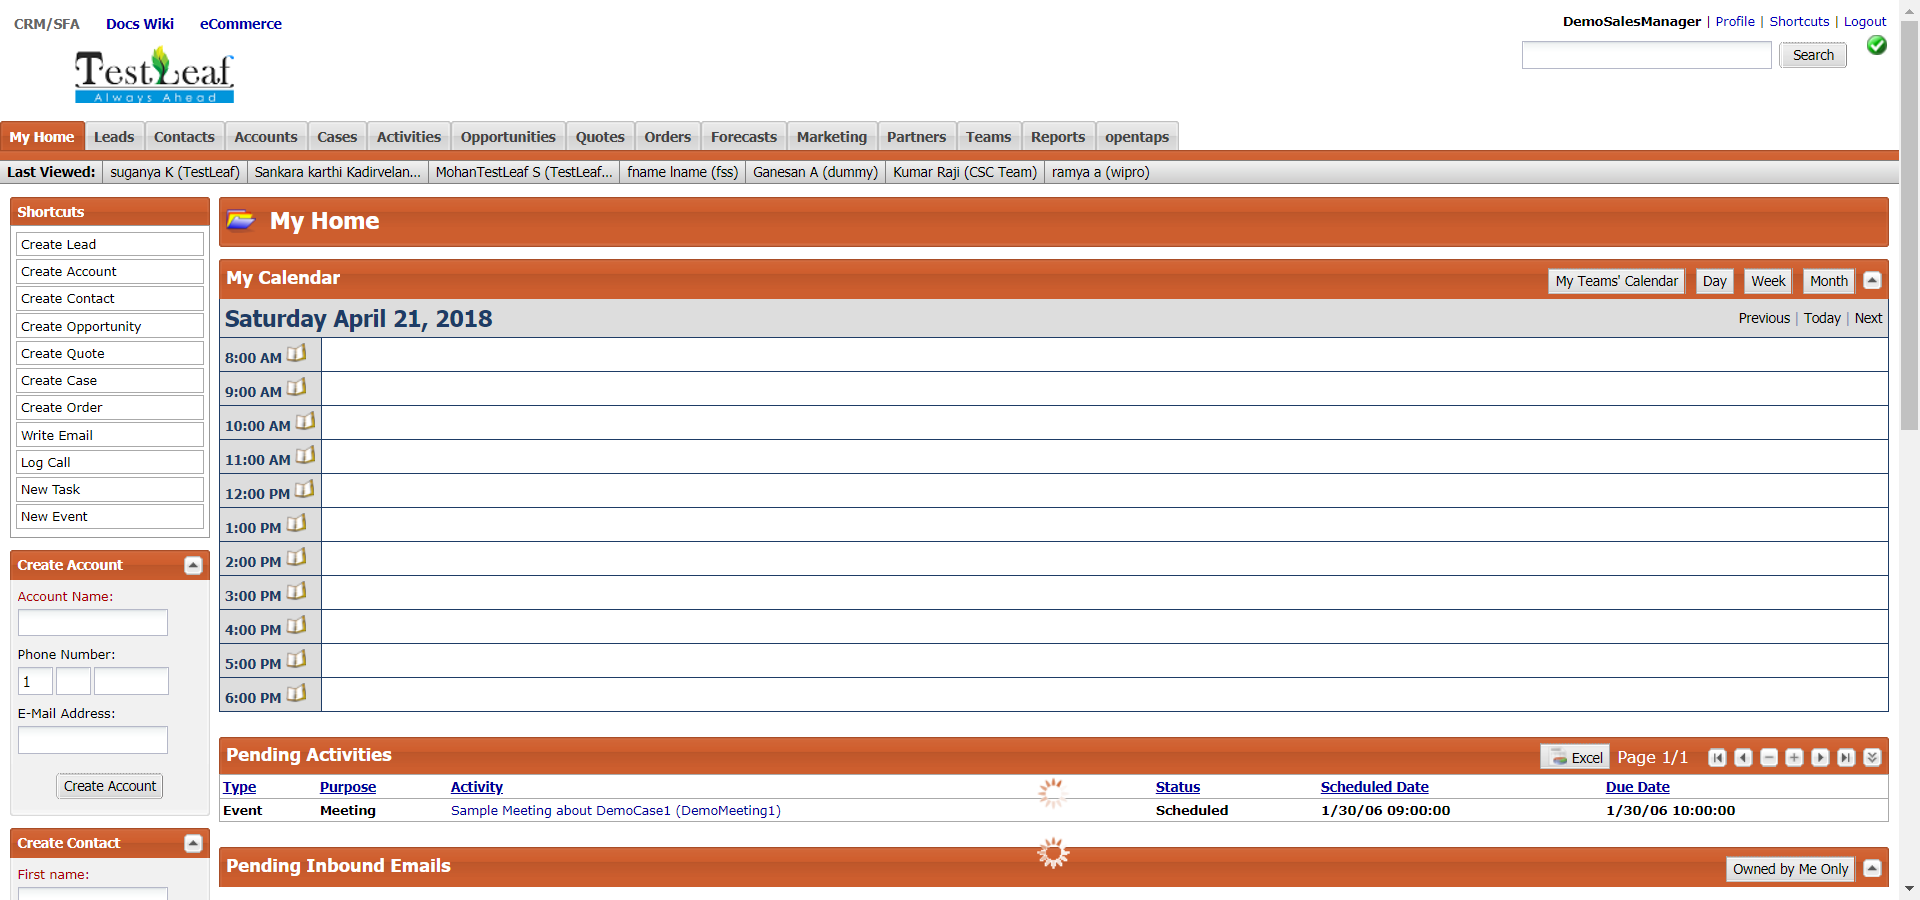 CRM/SFA Docs Wiki eCommerce
DemoSalesManager | Profile | Shortcuts | Logout
TestLeaf
Always Ahead
Search
My Home Leads Contacts Accounts Cases Activities Opportunities Quotes Orders Forecasts Marketing Partners Teams Reports opentaps
Last Viewed: suganya K (TestLeaf) Sankara karthi Kadirvelan... MohanTestLeaf S (TestLeaf... fname lname (fss) Ganesan A (dummy) Kumar Raji (CSC Team) ramya a (wipro)
Shortcuts
Create Lead
Create Account
Create Contact
Create Opportunity
Create Quote
Create Case
Create Order
Write Email
Log Call
New Task
New Event
Create Account
Account Name:
Phone Number:
1
E-Mail Address:
Create Account
Create Contact
First name:
My Home
My Calendar
My Teams' Calendar Day Week Month
Saturday April 21, 2018
Previous | Today | Next
8:00 AM
9:00 AM
10:00 AM
11:00 AM
12:00 PM
1:00 PM
2:00 PM
3:00 PM
4:00 PM
5:00 PM
6:00 PM
Pending Activities
Excel Page 1/1
Type Purpose Activity Status Scheduled Date Due Date
Event Meeting Sample Meeting about DemoCase1 (DemoMeeting1) Scheduled 1/30/06 09:00:00 1/30/06 10:00:00
Pending Inbound Emails
Owned by Me Only